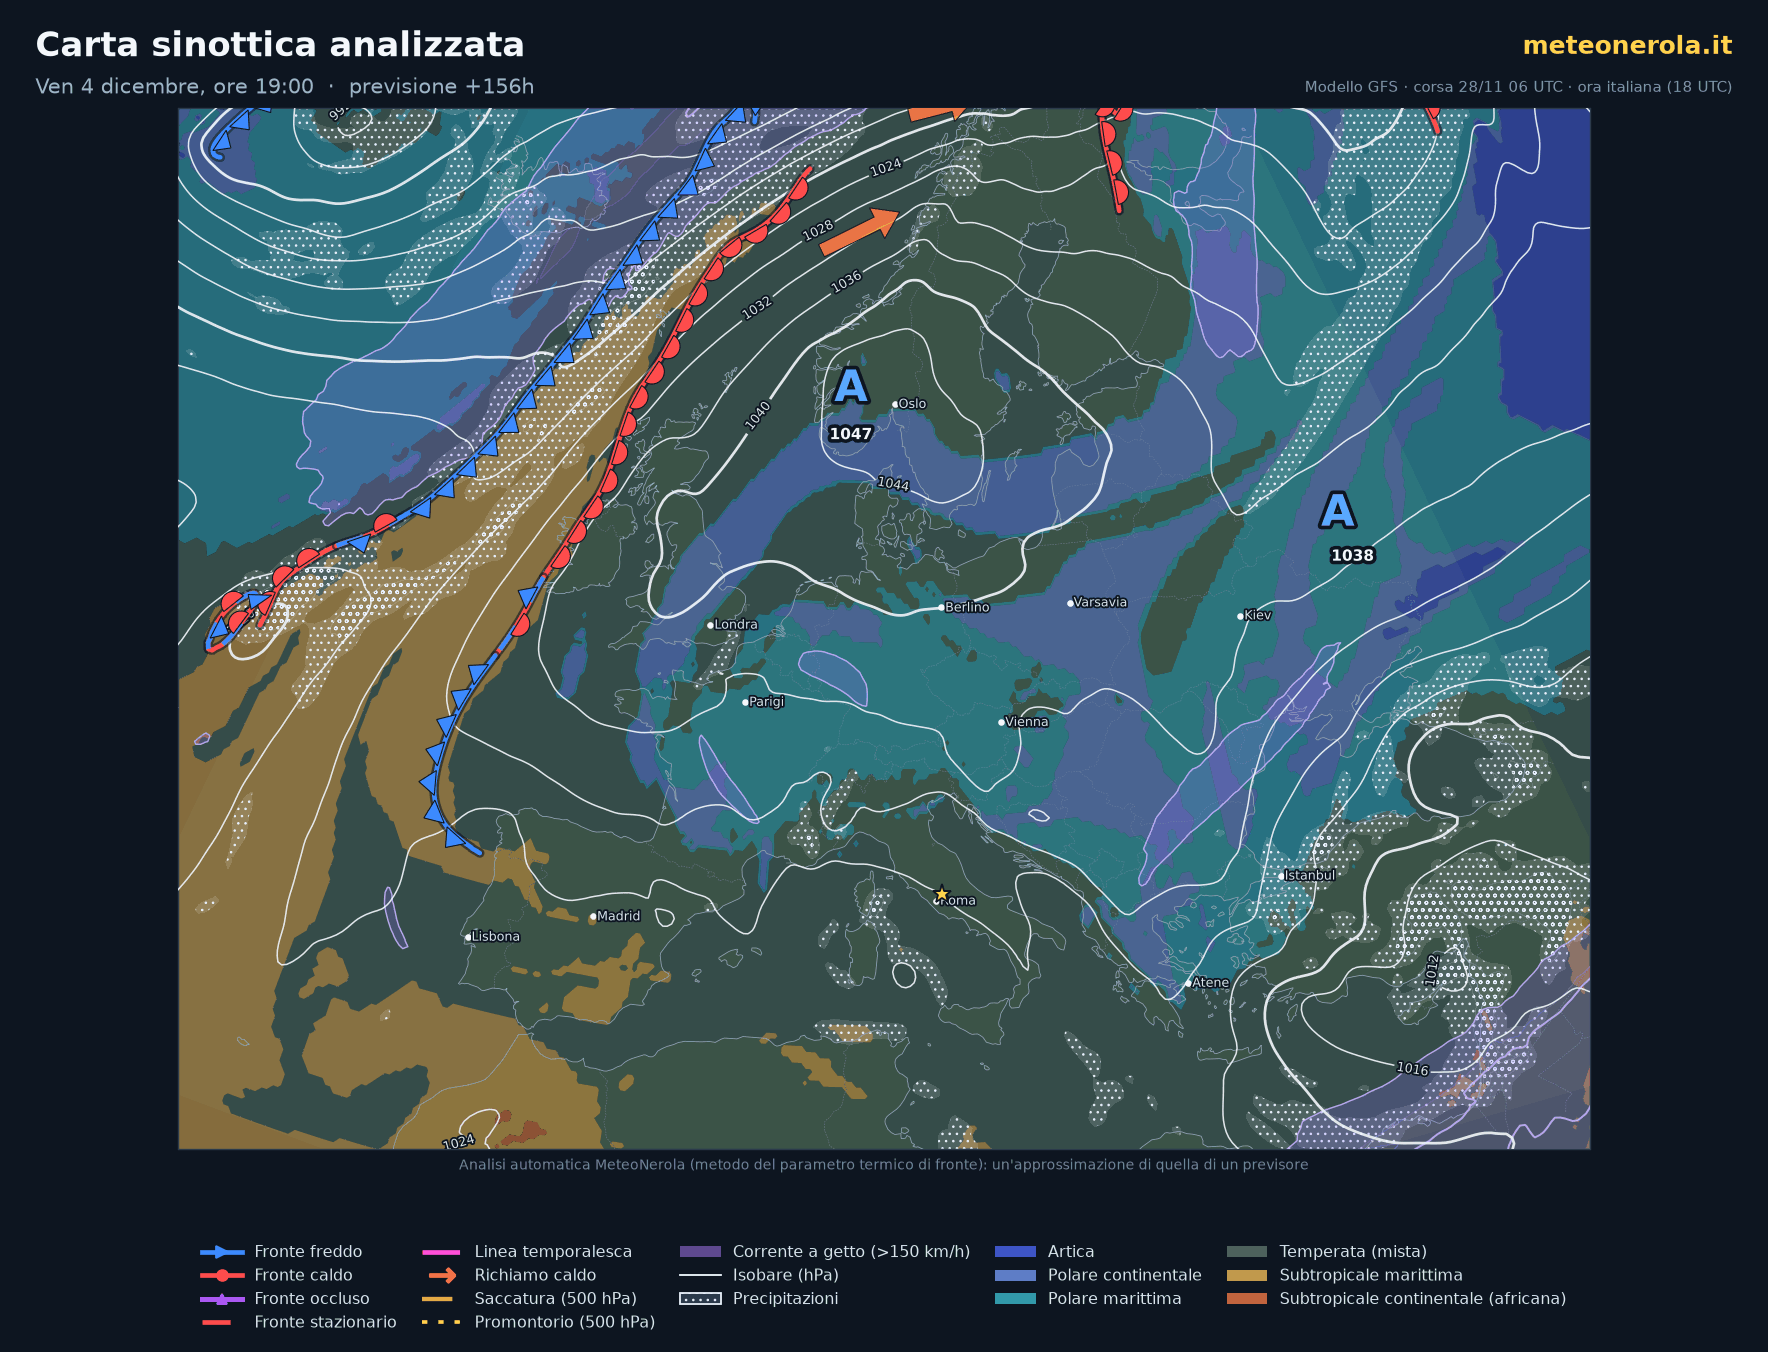 Carta sinottica analizzata
meteonerola.it
Ven 4 dicembre, ore 19:00 · previsione +156h
Modello GFS · corsa 28/11 06 UTC · ora italiana (18 UTC)
1024
1028
1036
1032
1040
A
Oslo
1047
1044
A
1038
Berlino
Varsavia
Kiev
Londra
Parigi
Vienna
Istanbul
Roma
Madrid
Lisbona
Atene
1012
1016
1024
Analisi automatica MeteoNerola (metodo del parametro termico di fronte): un'approssimazione di quella di un previsore
Fronte freddo
Fronte caldo
Fronte occluso
Fronte stazionario
Linea temporalesca
Richiamo caldo
Saccatura (500 hPa)
Promontorio (500 hPa)
Corrente a getto (>150 km/h)
Isobare (hPa)
Precipitazioni
Artica
Polare continentale
Polare marittima
Temperata (mista)
Subtropicale marittima
Subtropicale continentale (africana)